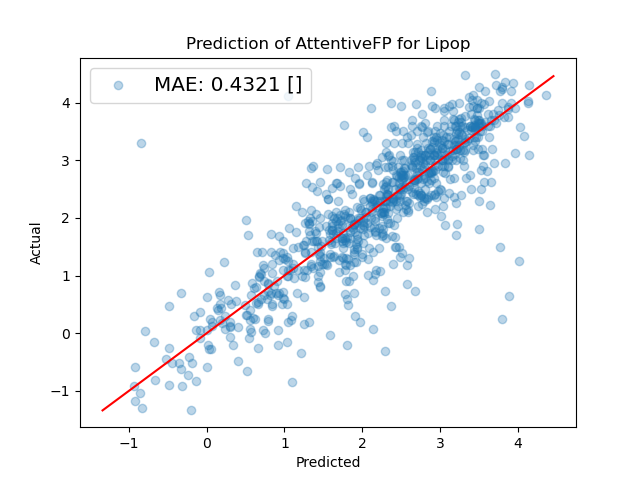 Prediction of AttentiveFP for Lipop
MAE: 0.4321 []
Actual
4
3
2
1
0
−1
−1 0 1 2 3 4
Predicted